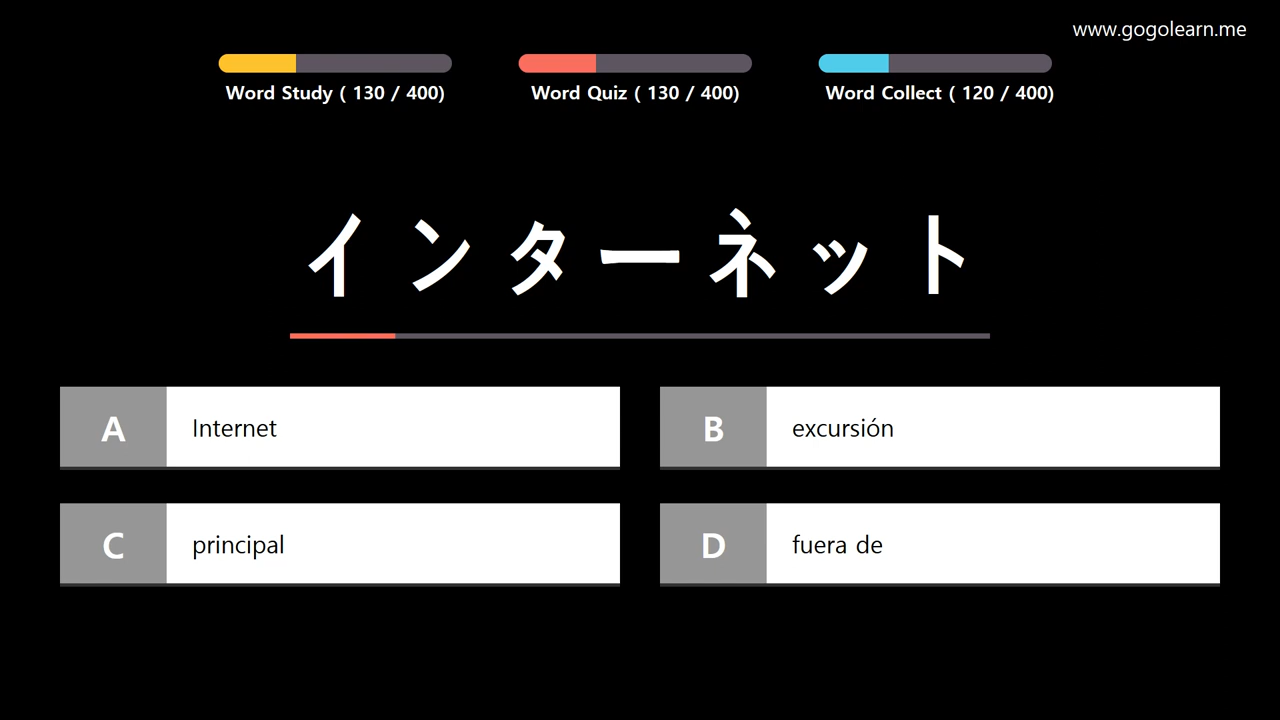 www.gogolearn.me
Word Study ( 130 / 400)
Word Quiz ( 130 / 400)
Word Collect ( 120 / 400)
インターネット
A Internet
B excursión
C principal
D fuera de